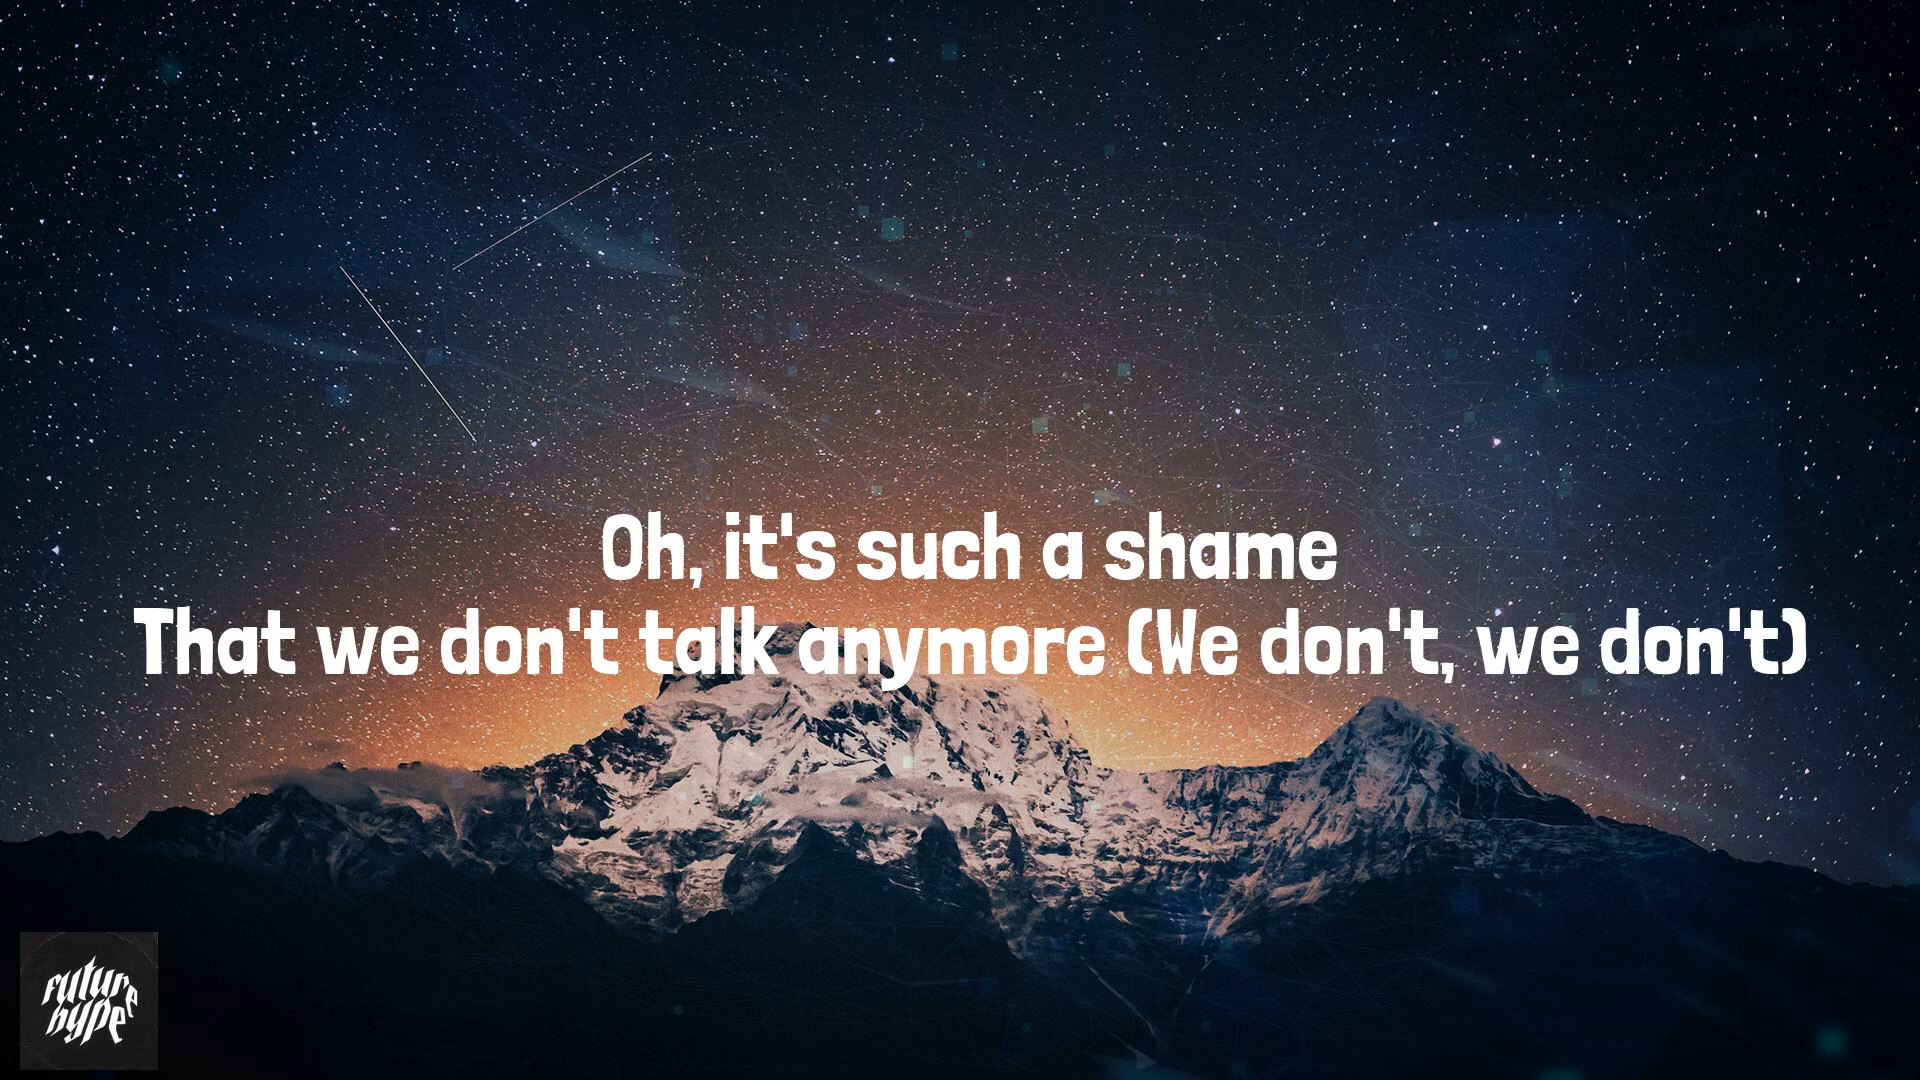 Oh, it's such a shame
That we don't talk anymore (We don't, we don't)
future
hype